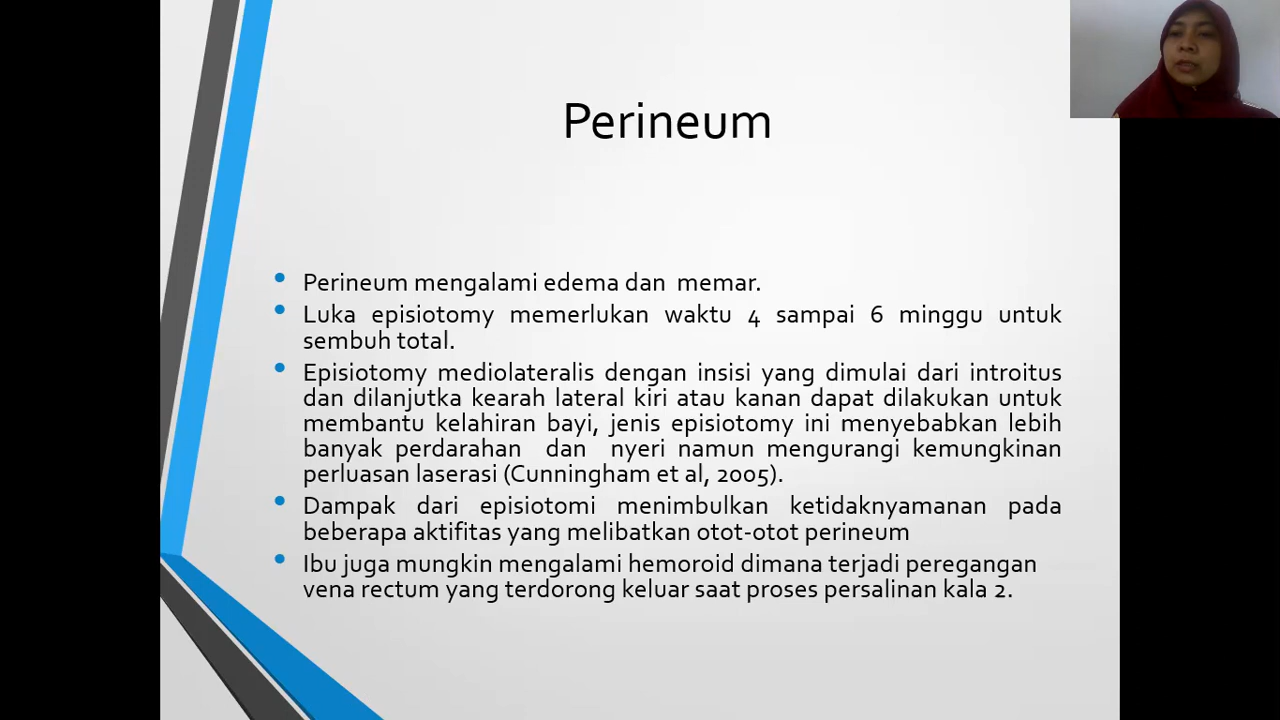 Perineum
• Perineum mengalami edema dan memar.
• Luka episiotomy memerlukan waktu 4 sampai 6 minggu untuk
sembuh total.
• Episiotomy mediolateralis dengan insisi yang dimulai dari introitus
dan dilanjutka kearah lateral kiri atau kanan dapat dilakukan untuk
membantu kelahiran bayi, jenis episiotomy ini menyebabkan lebih
banyak perdarahan dan nyeri namun mengurangi kemungkinan
perluasan laserasi (Cunningham et al, 2005).
• Dampak dari episiotomi menimbulkan ketidaknyamanan pada
beberapa aktifitas yang melibatkan otot-otot perineum
• Ibu juga mungkin mengalami hemoroid dimana terjadi peregangan
vena rectum yang terdorong keluar saat proses persalinan kala 2.